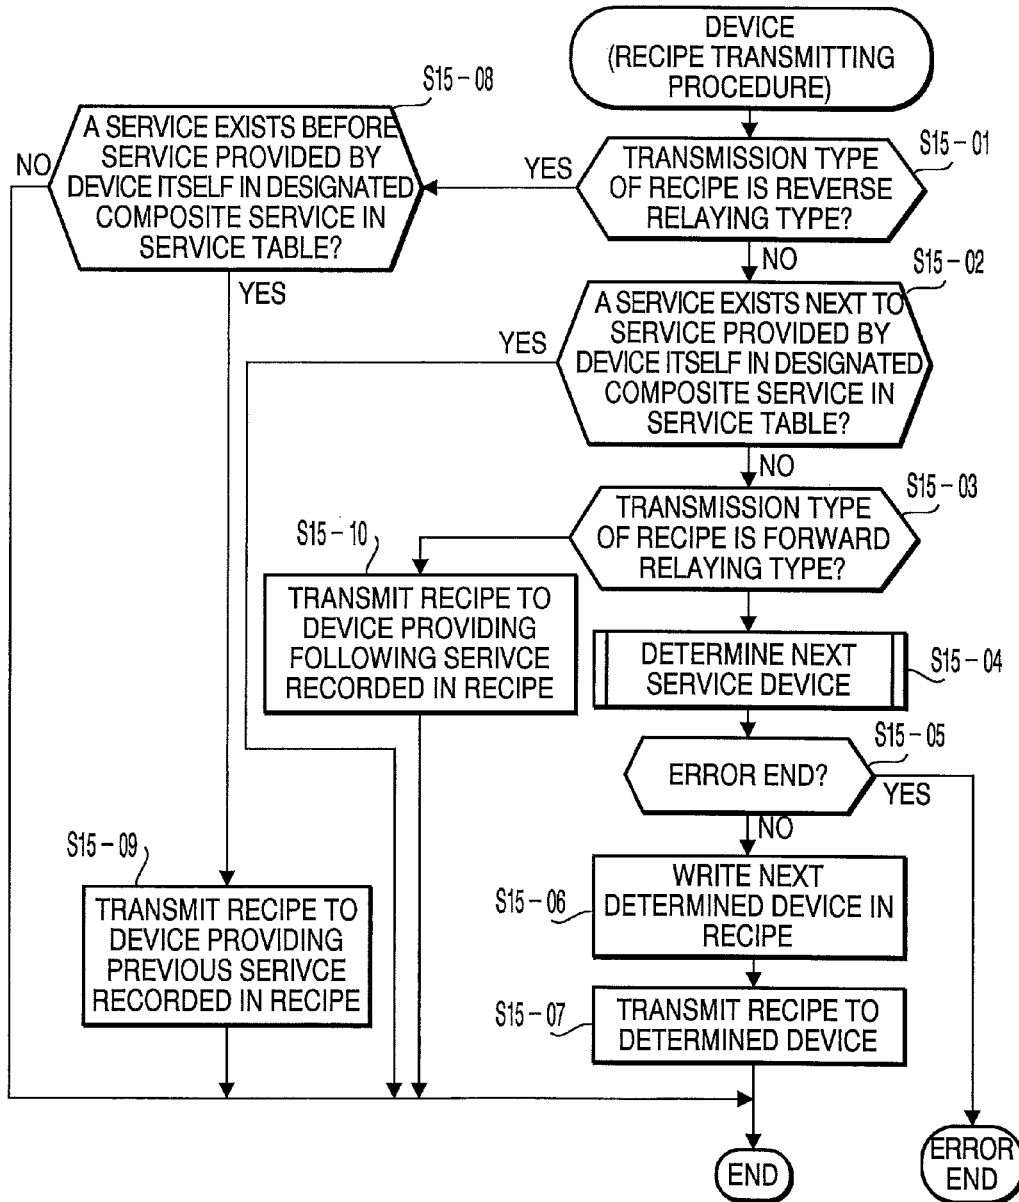 DEVICE
(RECIPE TRANSMITTING
PROCEDURE)
S15-08
A SERVICE EXISTS BEFORE
SERVICE PROVIDED BY
DEVICE ITSELF IN DESIGNATED
COMPOSITE SERVICE IN
SERVICE TABLE?
NO
YES
YES
S15-01
TRANSMISSION TYPE
OF RECIPE IS REVERSE
RELAYING TYPE?
NO
S15-02
A SERVICE EXISTS NEXT TO
SERVICE PROVIDED BY
DEVICE ITSELF IN DESIGNATED
COMPOSITE SERVICE IN
SERVICE TABLE?
YES
NO
S15-03
TRANSMISSION TYPE
OF RECIPE IS FORWARD
RELAYING TYPE?
S15-10
TRANSMIT RECIPE TO
DEVICE PROVIDING
FOLLOWING SERIVCE
RECORDED IN RECIPE
DETERMINE NEXT
SERVICE DEVICE
S15-04
S15-05
ERROR END?
YES
NO
S15-09
TRANSMIT RECIPE TO
DEVICE PROVIDING
PREVIOUS SERIVCE
RECORDED IN RECIPE
S15-06
WRITE NEXT
DETERMINED DEVICE IN
RECIPE
S15-07
TRANSMIT RECIPE TO
DETERMINED DEVICE
END
ERROR
END